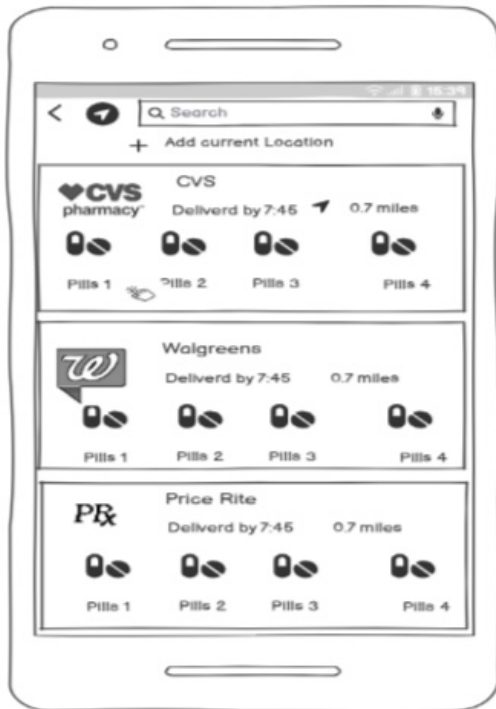 15:39
Search
+ Add current Location
CVS pharmacy
CVS
Deliverd by 7:45 0.7 miles
Pills 1 Pills 2 Pills 3 Pills 4
W
Walgreens
Deliverd by 7:45 0.7 miles
Pills 1 Pills 2 Pills 3 Pills 4
PRx
Price Rite
Deliverd by 7:45 0.7 miles
Pills 1 Pills 2 Pills 3 Pills 4